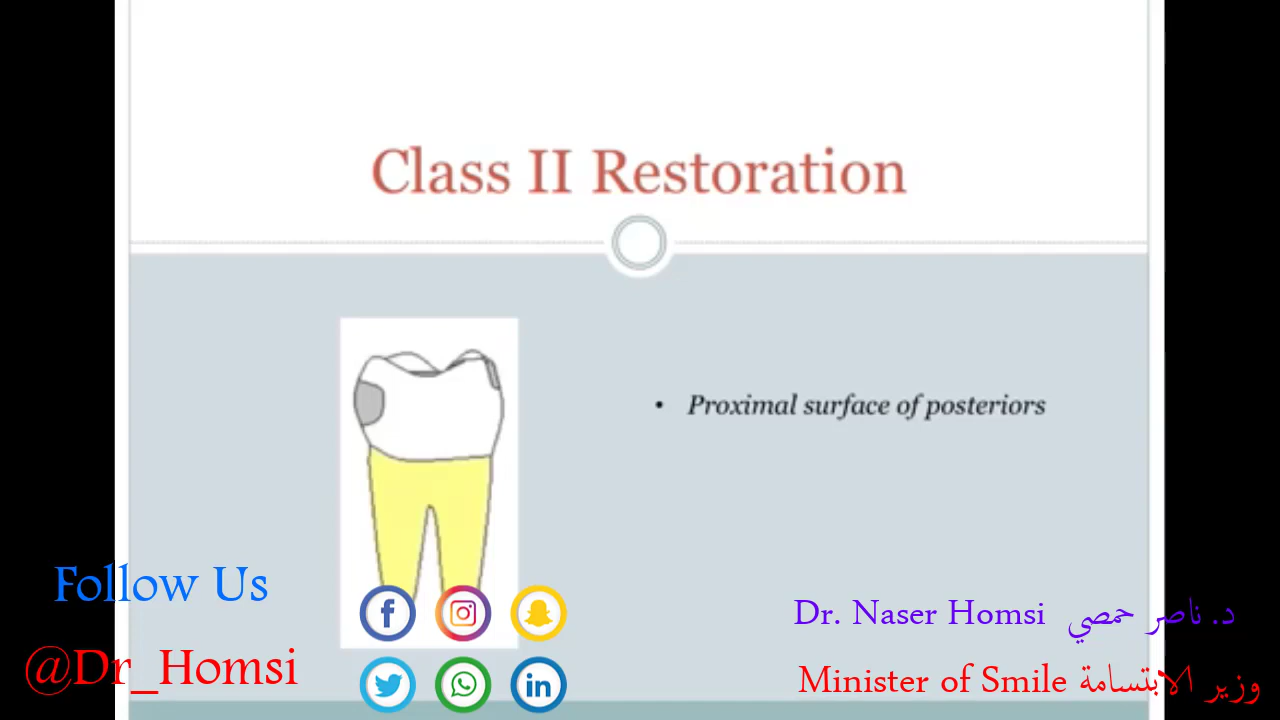 Class II Restoration
• Proximal surface of posteriors
Follow Us
@Dr_Homsi
Dr. Naser Homsi د. ناصر حمصي
Minister of Smile وزير الابتسامة